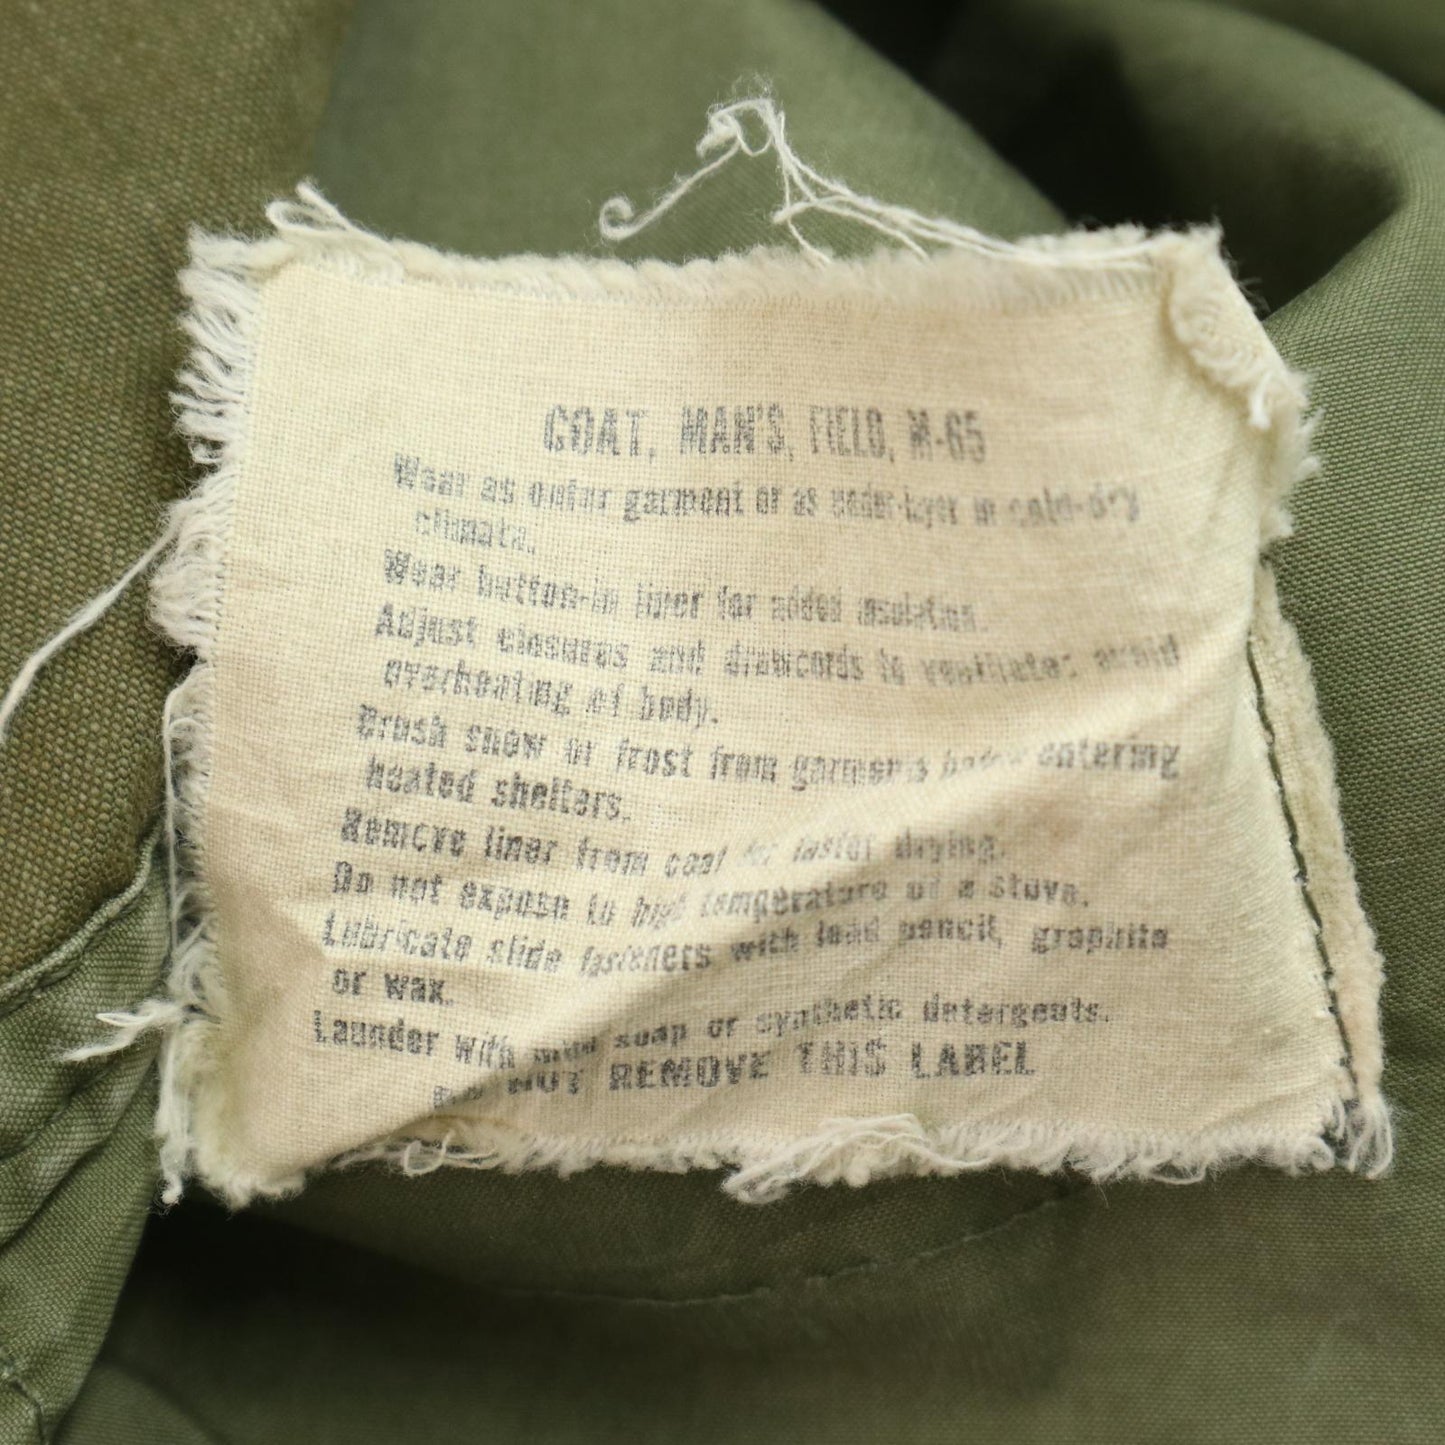 COAT, MAN'S, FIELD, M-65
Wear as outer garment or as under-layer in cold-dry
climate.
Wear button-in liner for added insulation.
Adjust closures and drawcords to ventilate; avoid
overheating of body.
Brush snow or frost from garments before entering
heated shelters.
Remove liner from coat for faster drying.
Do not expose to high temperature of a stove.
Lubricate slide fasteners with lead pencil, graphite
or wax.
Launder with mild soap or synthetic detergents.
DO NOT REMOVE THIS LABEL